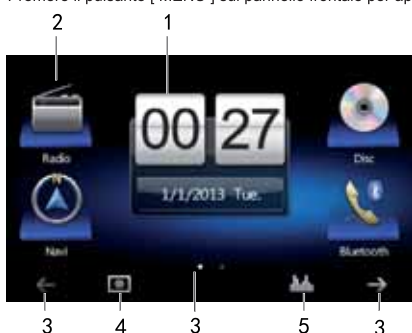 Premere il pulsante [ MENU ] sul pannello frontale per ap
2 1
00 27
Radio
Disc
1/1/2013 Tue.
Navi
Bluetooth
3 4 3 5 3